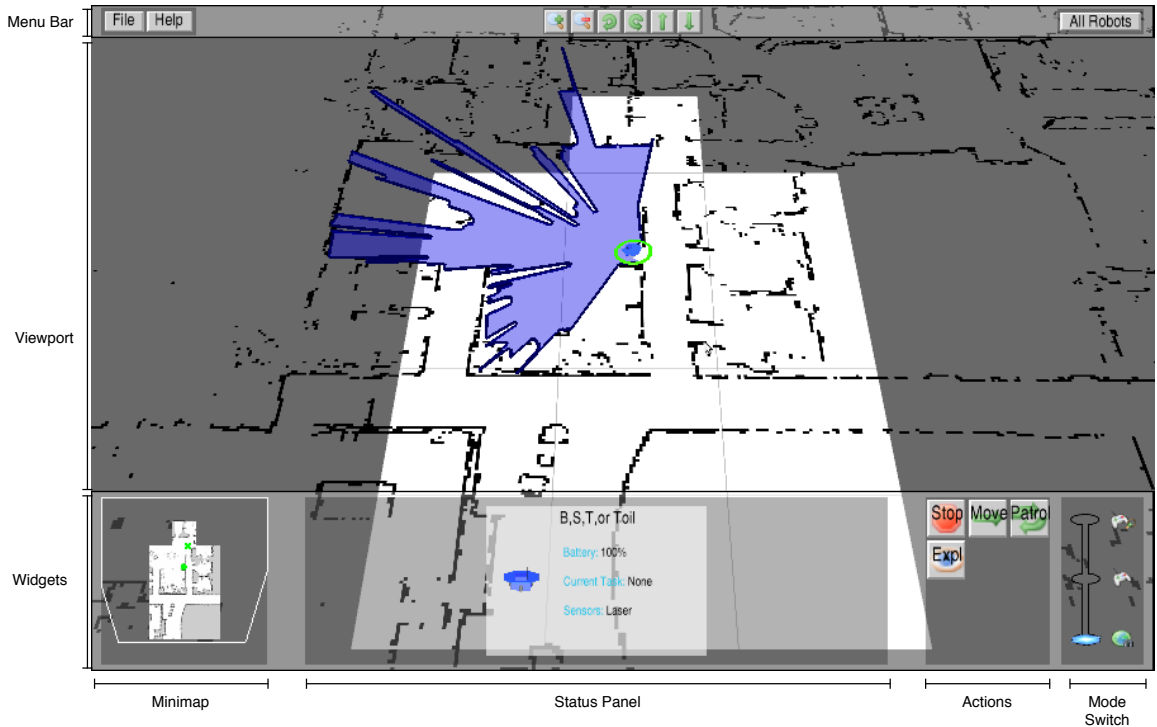 Menu Bar
File Help All Robots
Viewport
Widgets
B,S,T,or Toil
Battery: 100%
Current Task: None
Sensors: Laser
Stop Move Patrol
Expl
Minimap
Status Panel
Actions
Mode
Switch